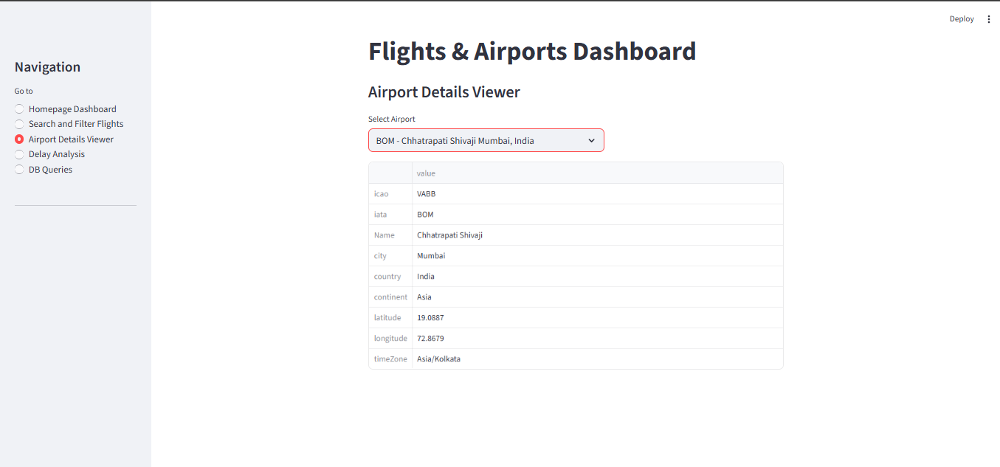 Deploy
Navigation
Go to
Homepage Dashboard
Search and Filter Flights
Airport Details Viewer
Delay Analysis
DB Queries
Flights & Airports Dashboard
Airport Details Viewer
Select Airport
BOM - Chhatrapati Shivaji Mumbai, India
value
icao VABB
iata BOM
Name Chhatrapati Shivaji
city Mumbai
country India
continent Asia
latitude 19.0887
longitude 72.8679
timeZone Asia/Kolkata